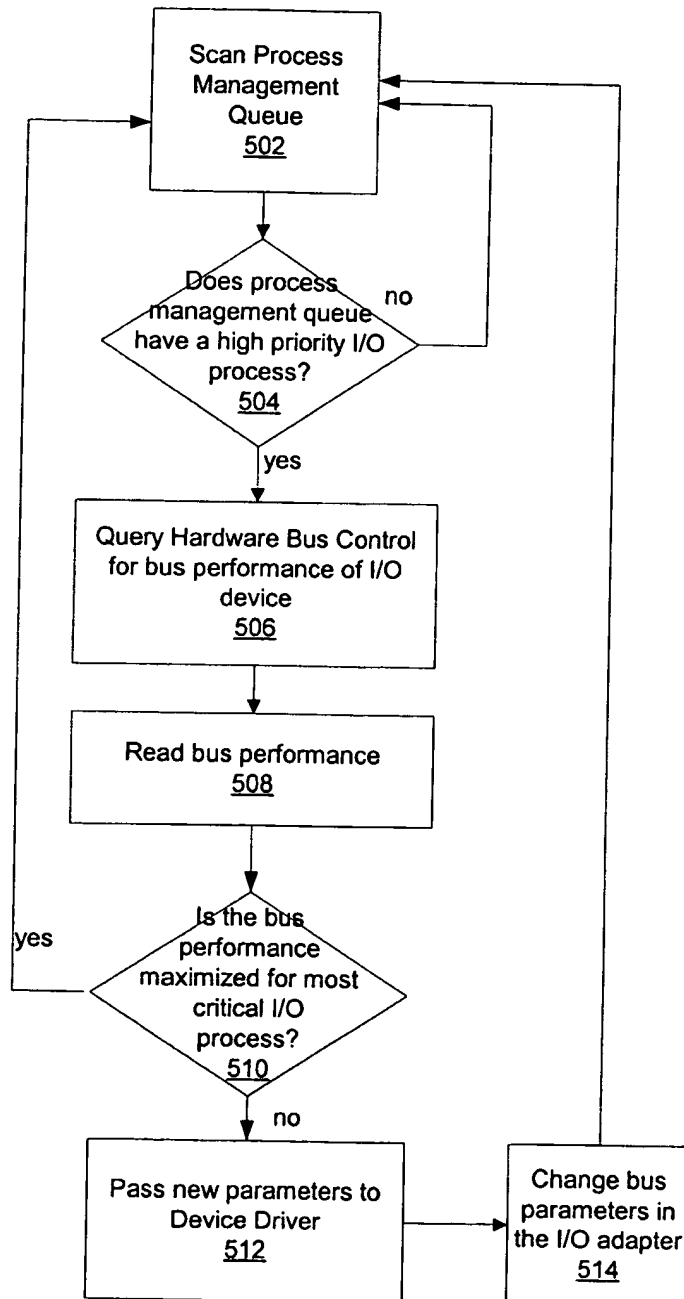 Scan Process
Management
Queue
502
Does process
management queue
have a high priority I/O
process?
504
no
yes
Query Hardware Bus Control
for bus performance of I/O
device
506
Read bus performance
508
Is the bus
performance
maximized for most
critical I/O
process?
510
yes
no
Pass new parameters to
Device Driver
512
Change bus
parameters in
the I/O adapter
514